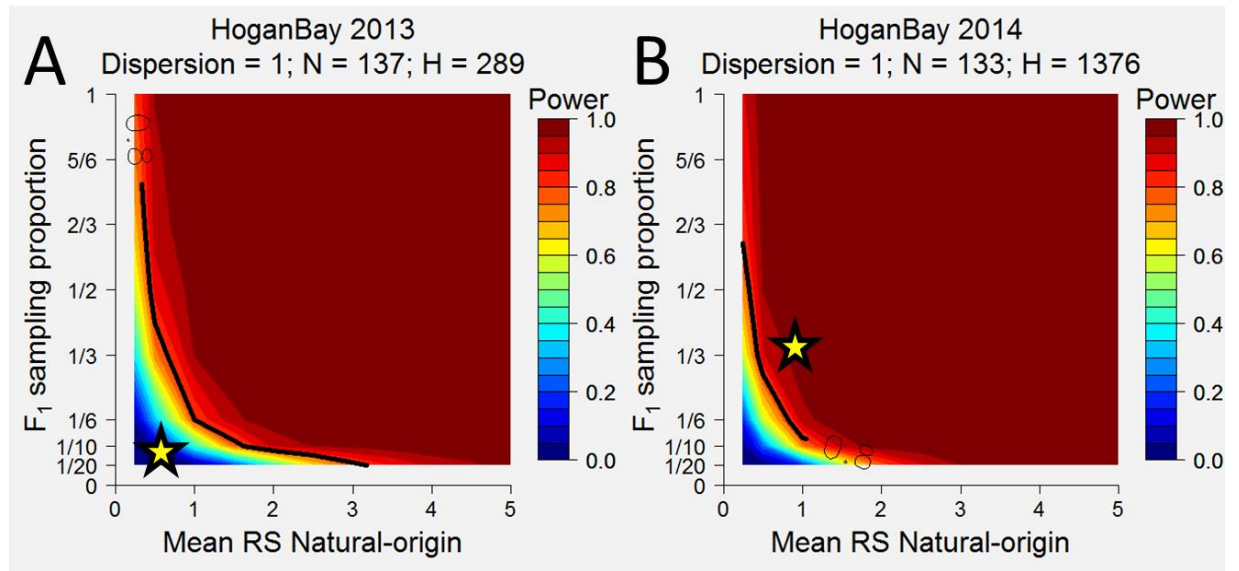 A
HoganBay 2013
Dispersion = 1; N = 137; H = 289
F₁ sampling proportion
1
5/6
2/3
1/2
1/3
1/6
1/10
1/20
0
0 1 2 3 4 5
Mean RS Natural-origin
Power
1.0
0.8
0.6
0.4
0.2
0.0
B
HoganBay 2014
Dispersion = 1; N = 133; H = 1376
F₁ sampling proportion
1
5/6
2/3
1/2
1/3
1/6
1/10
1/20
0
0 1 2 3 4 5
Mean RS Natural-origin
Power
1.0
0.8
0.6
0.4
0.2
0.0